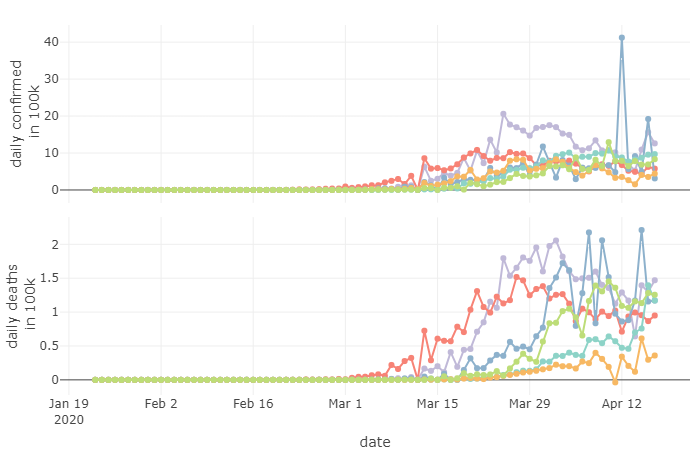 40
30
20
10
0
daily confirmed
in 100k
2
1.5
1
0.5
0
daily deaths
in 100k
Jan 19
2020
Feb 2
Feb 16
Mar 1
Mar 15
Mar 29
Apr 12
date